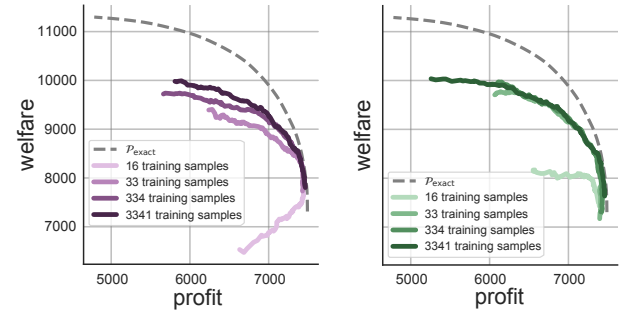 welfare
11000
10000
9000
8000
7000
𝒫exact
16 training samples
33 training samples
334 training samples
3341 training samples
5000 6000 7000
profit
welfare
𝒫exact
16 training samples
33 training samples
334 training samples
3341 training samples
5000 6000 7000
profit